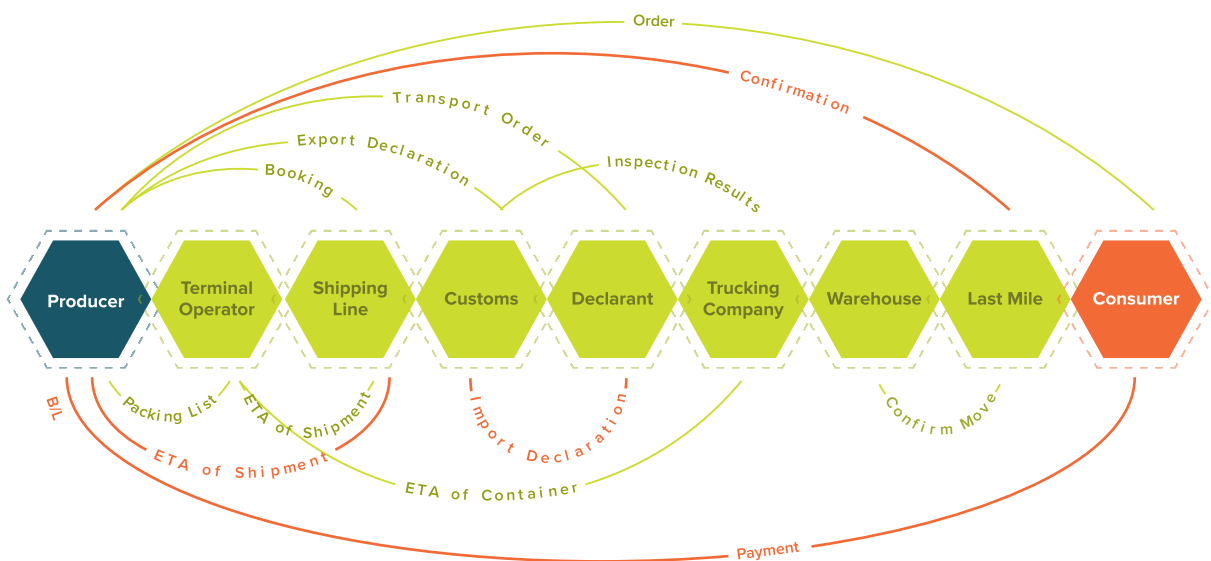 Order
Confirmation
Transport Order
Export Declaration
Inspection Results
Booking
Producer
Terminal
Operator
Shipping
Line
Customs
Declarant
Trucking
Company
Warehouse
Last Mile
Consumer
B/L
Packing List
ETA of Shipment
ETA of Shipment
Import Declaration
Confirm Move
ETA of Container
Payment